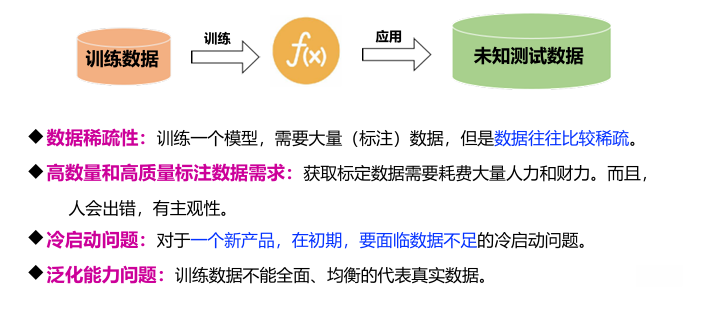 训练数据
训练
f(x)
应用
未知测试数据
◆数据稀疏性：训练一个模型，需要大量（标注）数据，但是数据往往比较稀疏。
◆高数量和高质量标注数据需求：获取标定数据需要耗费大量人力和财力。而且，
人会出错，有主观性。
◆冷启动问题：对于一个新产品，在初期，要面临数据不足的冷启动问题。
◆泛化能力问题：训练数据不能全面、均衡的代表真实数据。